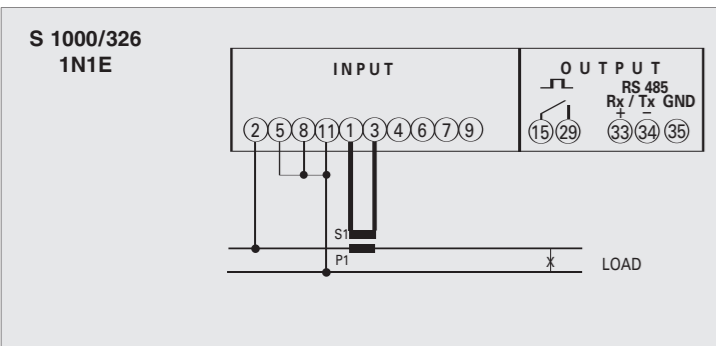 S 1000/326
1N1E
INPUT
OUTPUT
RS 485
Rx / Tx GND
+ −
2 5 8 11 1 3 4 6 7 9
15 29 33 34 35
S1
P1
X
LOAD